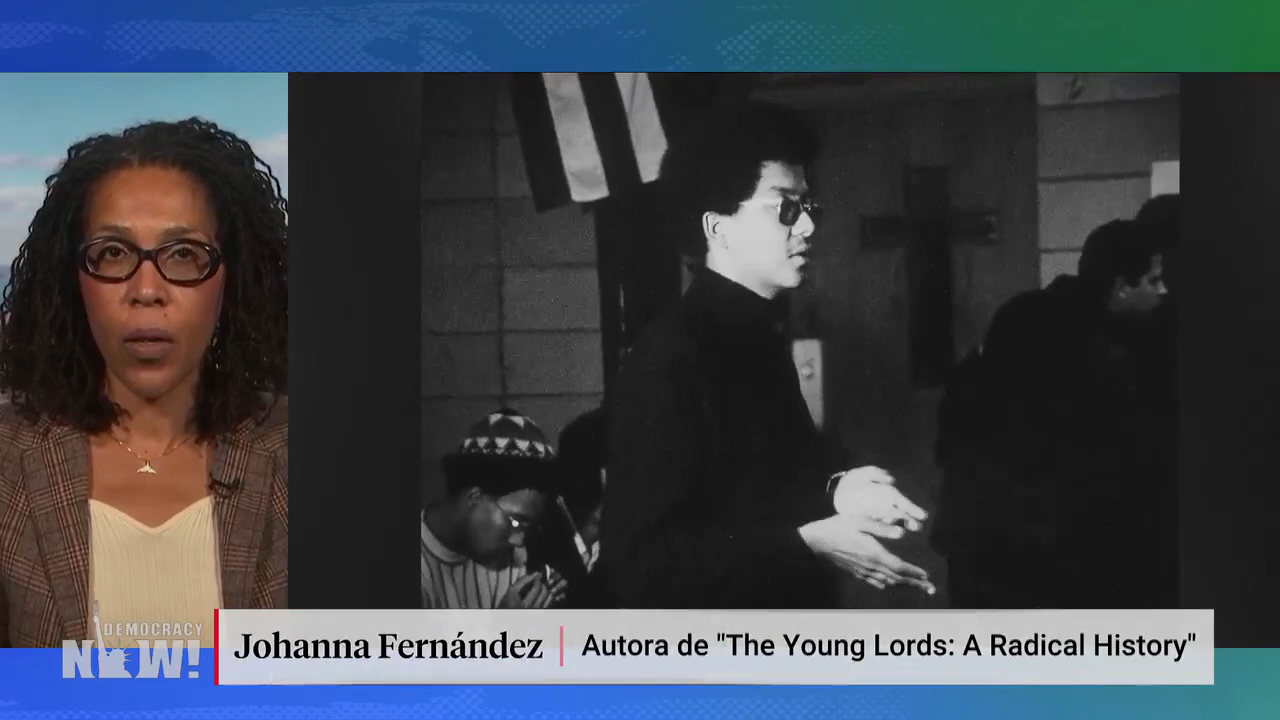 DEMOCRACY
NOW!
Johanna Fernández
Autora de "The Young Lords: A Radical History"